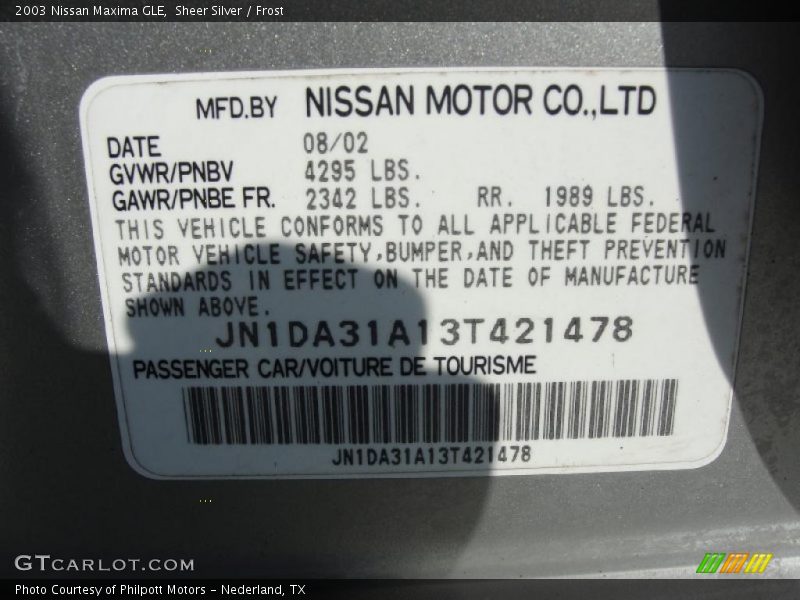 2003 Nissan Maxima GLE, Sheer Silver / Frost
MFD.BY NISSAN MOTOR CO.,LTD
DATE 08/02
GVWR/PNBV 4295 LBS.
GAWR/PNBE FR. 2342 LBS. RR. 1989 LBS.
THIS VEHICLE CONFORMS TO ALL APPLICABLE FEDERAL
MOTOR VEHICLE SAFETY,BUMPER,AND THEFT PREVENTION
STANDARDS IN EFFECT ON THE DATE OF MANUFACTURE
SHOWN ABOVE.
JN1DA31A13T421478
PASSENGER CAR/VOITURE DE TOURISME
JN1DA31A13T421478
GTCARLOT.COM
Photo Courtesy of Philpott Motors - Nederland, TX